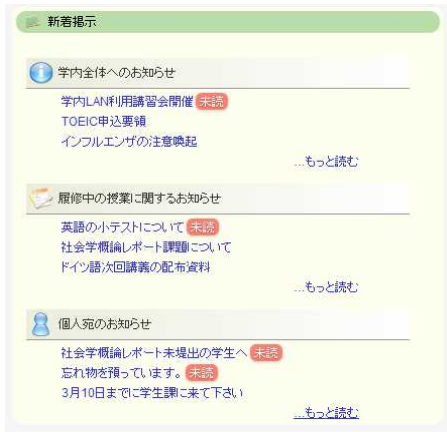 新着掲示
学内全体へのお知らせ
学内LAN利用講習会開催 未読
TOEIC申込要領
インフルエンザの注意喚起
...もっと読む
履修中の授業に関するお知らせ
英語の小テストについて 未読
社会学概論レポート課題について
ドイツ語次回講義の配布資料
...もっと読む
個人宛のお知らせ
社会学概論レポート未提出の学生へ 未読
忘れ物を預っています。 未読
3月10日までに学生課に来て下さい
...もっと読む